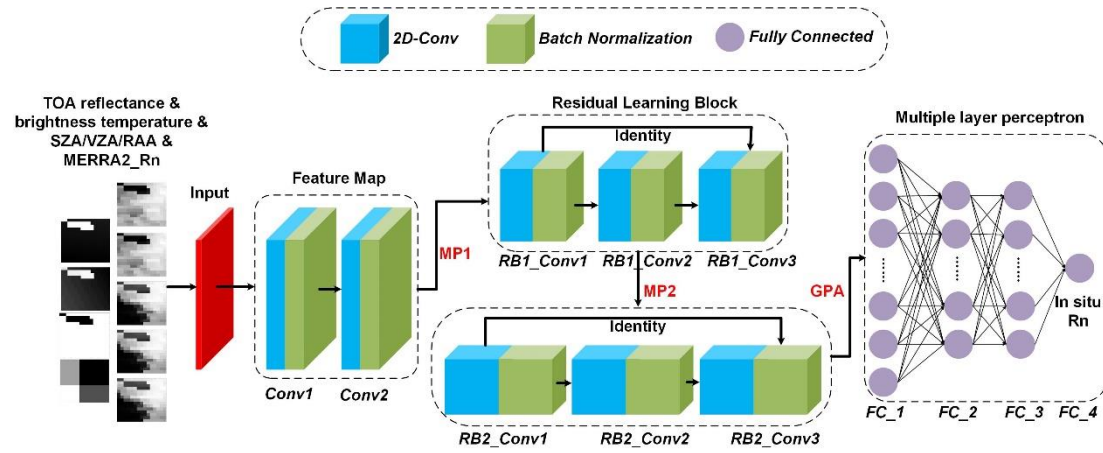 2D-Conv
Batch Normalization
Fully Connected
TOA reflectance &
brightness temperature &
SZA/VZA/RAA &
MERRA2_Rn
Input
Feature Map
Conv1
Conv2
MP1
Residual Learning Block
Identity
RB1_Conv1
RB1_Conv2
RB1_Conv3
MP2
Identity
RB2_Conv1
RB2_Conv2
RB2_Conv3
GPA
Multiple layer perceptron
In situ
Rn
FC_1
FC_2
FC_3
FC_4